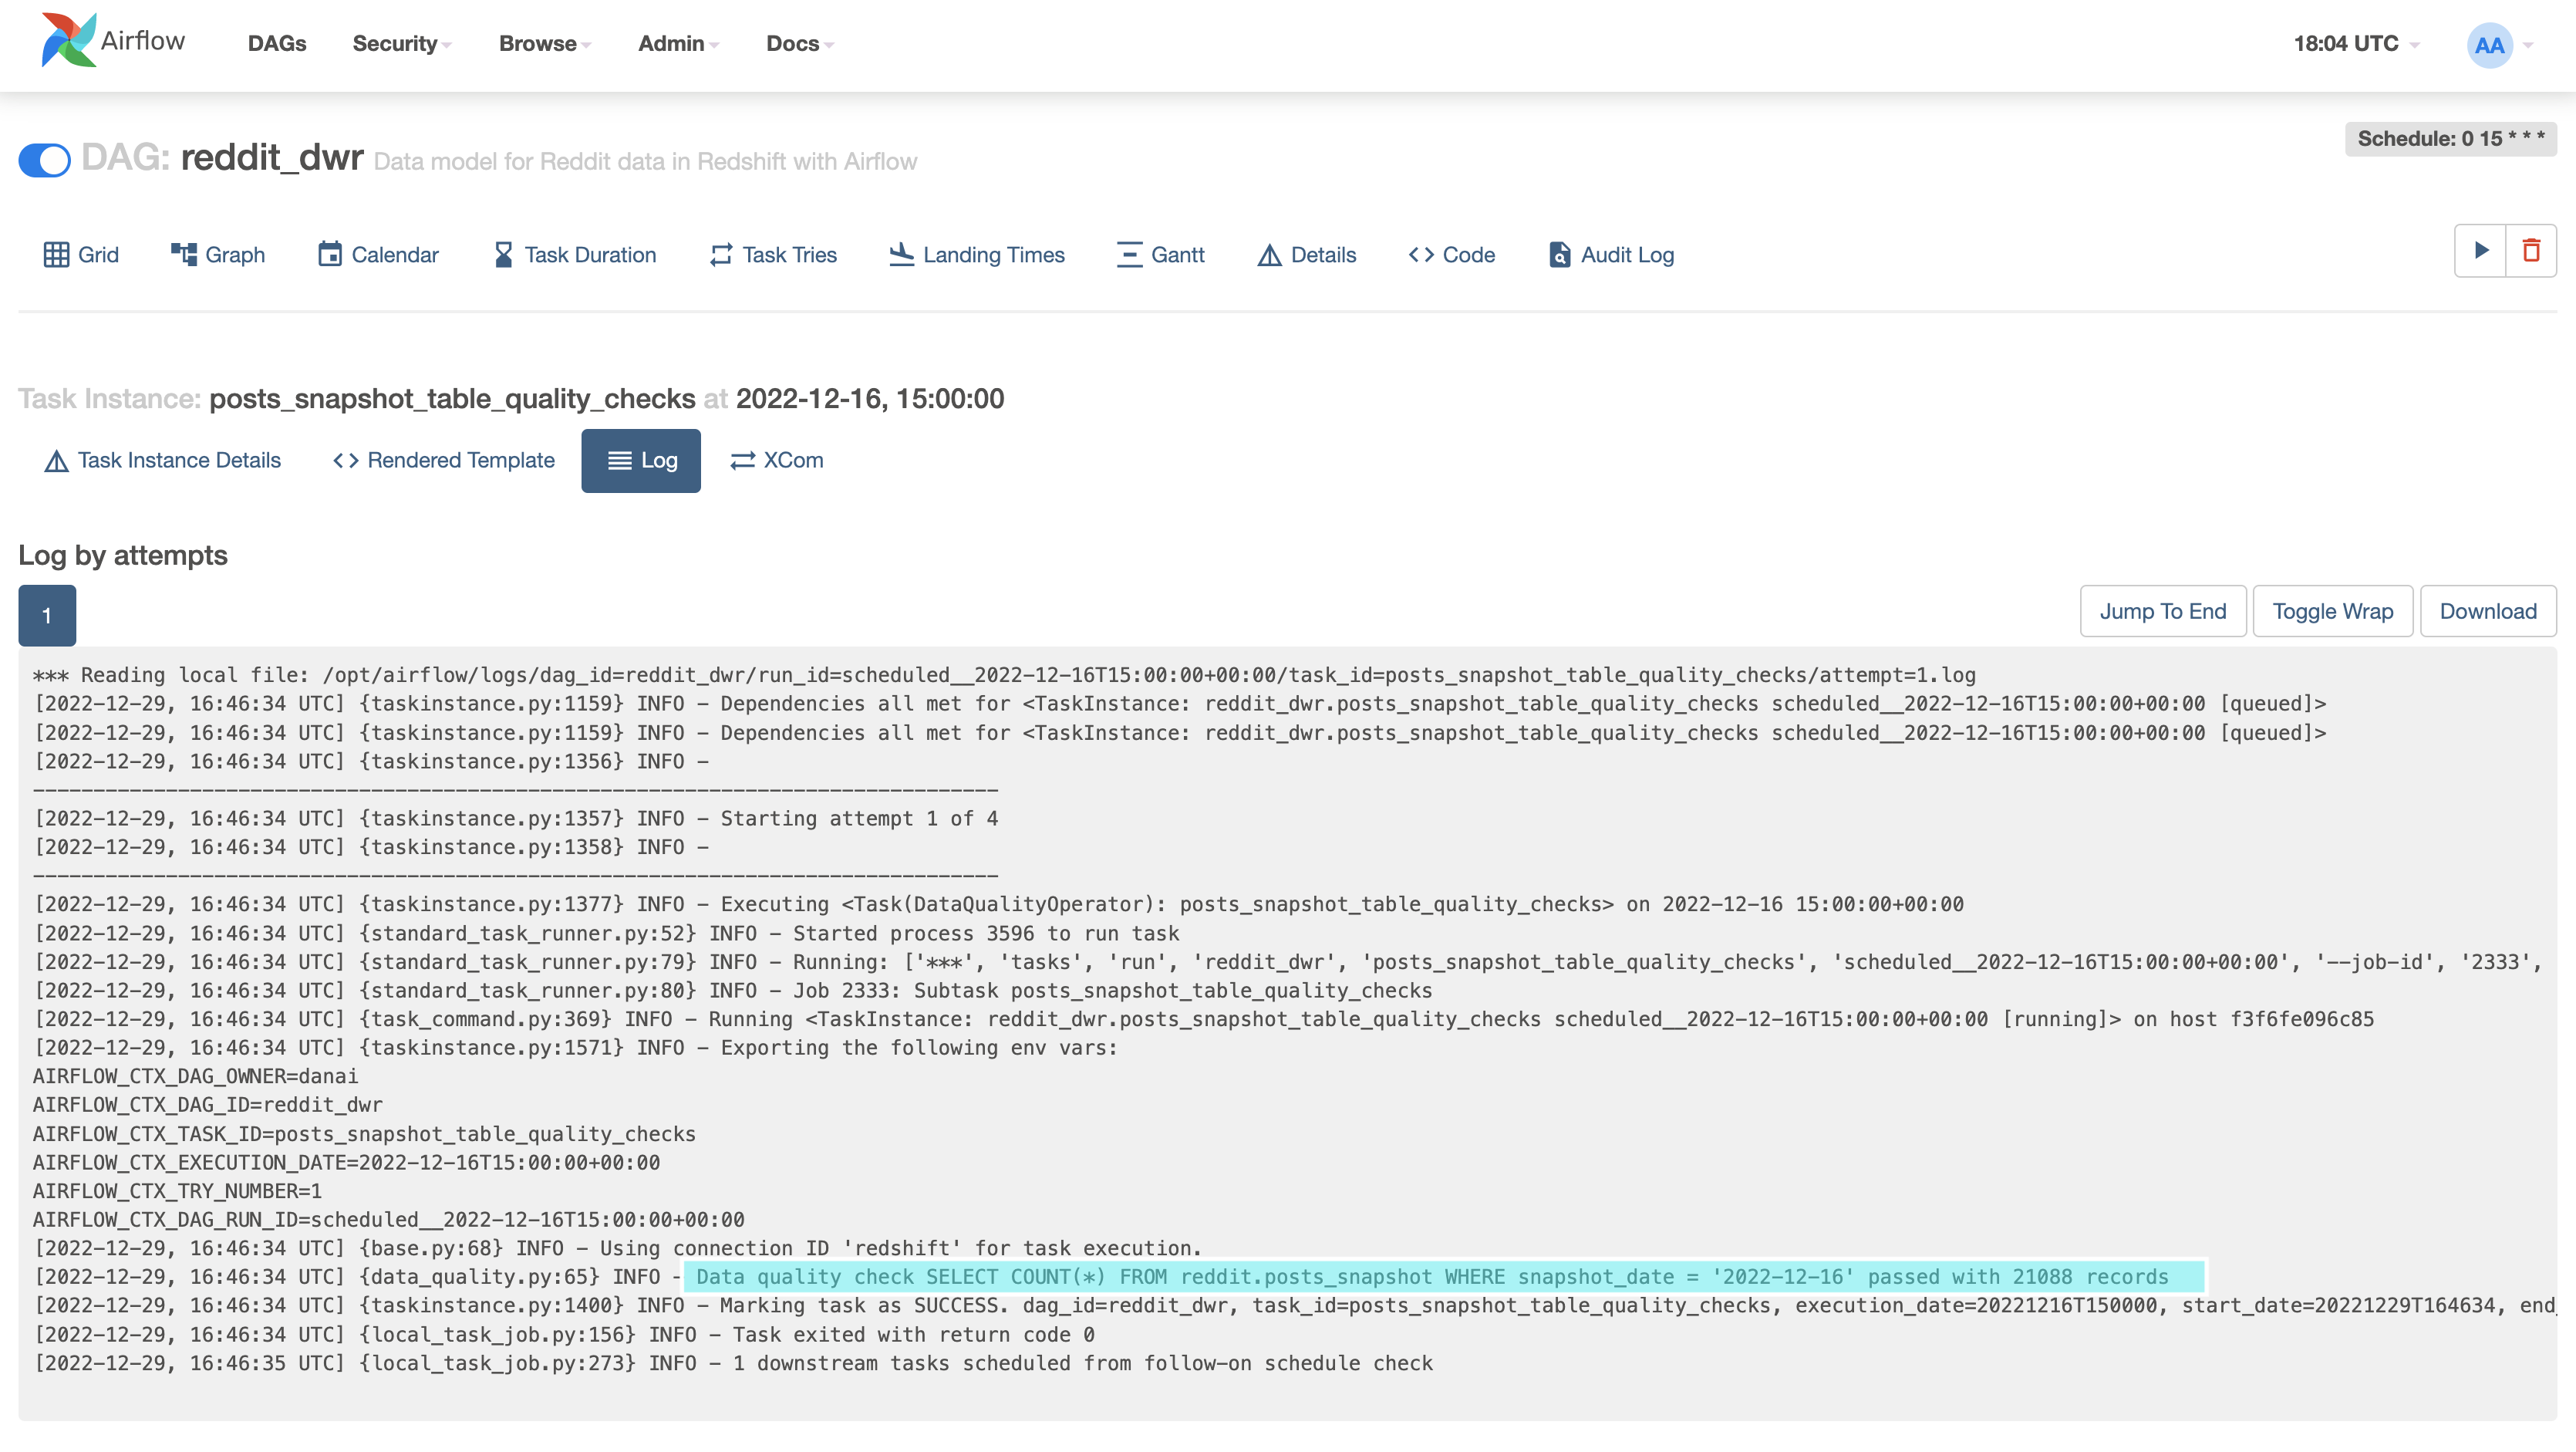 Airflow DAGs Security Browse Admin Docs 18:04 UTC AA
Schedule: 0 15 * * *
DAG: reddit_dwr Data model for Reddit data in Redshift with Airflow
Grid Graph Calendar Task Duration Task Tries Landing Times Gantt Details Code Audit Log
Task Instance: posts_snapshot_table_quality_checks at 2022-12-16, 15:00:00
Task Instance Details Rendered Template Log XCom
Log by attempts
1 Jump To End Toggle Wrap Download
*** Reading local file: /opt/airflow/logs/dag_id=reddit_dwr/run_id=scheduled__2022-12-16T15:00:00+00:00/task_id=posts_snapshot_table_quality_checks/attempt=1.log
[2022-12-29, 16:46:34 UTC] {taskinstance.py:1159} INFO - Dependencies all met for <TaskInstance: reddit_dwr.posts_snapshot_table_quality_checks scheduled__2022-12-16T15:00:00+00:00 [queued]>
[2022-12-29, 16:46:34 UTC] {taskinstance.py:1159} INFO - Dependencies all met for <TaskInstance: reddit_dwr.posts_snapshot_table_quality_checks scheduled__2022-12-16T15:00:00+00:00 [queued]>
[2022-12-29, 16:46:34 UTC] {taskinstance.py:1356} INFO -
--------------------------------------------------------------------------------
[2022-12-29, 16:46:34 UTC] {taskinstance.py:1357} INFO - Starting attempt 1 of 4
[2022-12-29, 16:46:34 UTC] {taskinstance.py:1358} INFO -
--------------------------------------------------------------------------------
[2022-12-29, 16:46:34 UTC] {taskinstance.py:1377} INFO - Executing <Task(DataQualityOperator): posts_snapshot_table_quality_checks> on 2022-12-16 15:00:00+00:00
[2022-12-29, 16:46:34 UTC] {standard_task_runner.py:52} INFO - Started process 3596 to run task
[2022-12-29, 16:46:34 UTC] {standard_task_runner.py:79} INFO - Running: ['***', 'tasks', 'run', 'reddit_dwr', 'posts_snapshot_table_quality_checks', 'scheduled__2022-12-16T15:00:00+00:00', '--job-id', '2333',
[2022-12-29, 16:46:34 UTC] {standard_task_runner.py:80} INFO - Job 2333: Subtask posts_snapshot_table_quality_checks
[2022-12-29, 16:46:34 UTC] {task_command.py:369} INFO - Running <TaskInstance: reddit_dwr.posts_snapshot_table_quality_checks scheduled__2022-12-16T15:00:00+00:00 [running]> on host f3f6fe096c85
[2022-12-29, 16:46:34 UTC] {taskinstance.py:1571} INFO - Exporting the following env vars:
AIRFLOW_CTX_DAG_OWNER=danai
AIRFLOW_CTX_DAG_ID=reddit_dwr
AIRFLOW_CTX_TASK_ID=posts_snapshot_table_quality_checks
AIRFLOW_CTX_EXECUTION_DATE=2022-12-16T15:00:00+00:00
AIRFLOW_CTX_TRY_NUMBER=1
AIRFLOW_CTX_DAG_RUN_ID=scheduled__2022-12-16T15:00:00+00:00
[2022-12-29, 16:46:34 UTC] {base.py:68} INFO - Using connection ID 'redshift' for task execution.
[2022-12-29, 16:46:34 UTC] {data_quality.py:65} INFO - Data quality check SELECT COUNT(*) FROM reddit.posts_snapshot WHERE snapshot_date = '2022-12-16' passed with 21088 records
[2022-12-29, 16:46:34 UTC] {taskinstance.py:1400} INFO - Marking task as SUCCESS. dag_id=reddit_dwr, task_id=posts_snapshot_table_quality_checks, execution_date=20221216T150000, start_date=20221229T164634, end_
[2022-12-29, 16:46:34 UTC] {local_task_job.py:156} INFO - Task exited with return code 0
[2022-12-29, 16:46:35 UTC] {local_task_job.py:273} INFO - 1 downstream tasks scheduled from follow-on schedule check